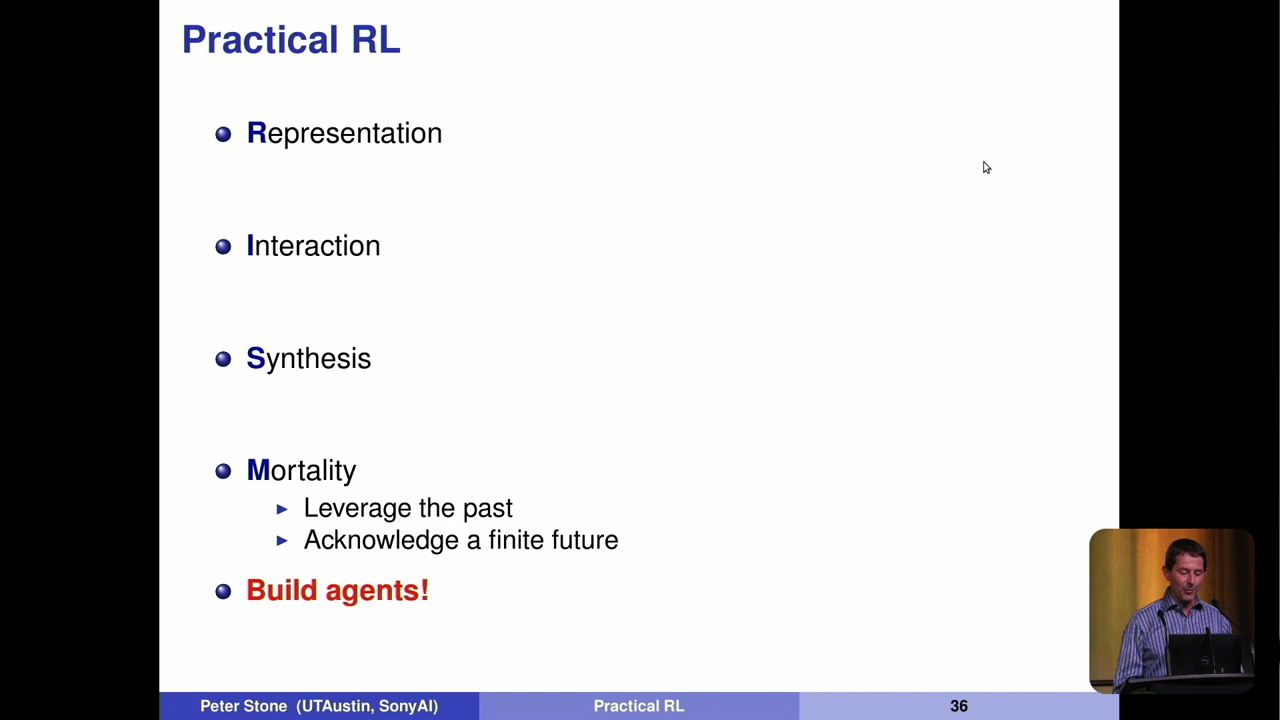 Practical RL
Representation
Interaction
Synthesis
Mortality
Leverage the past
Acknowledge a finite future
Build agents!
Peter Stone (UTAustin, SonyAI) Practical RL 36